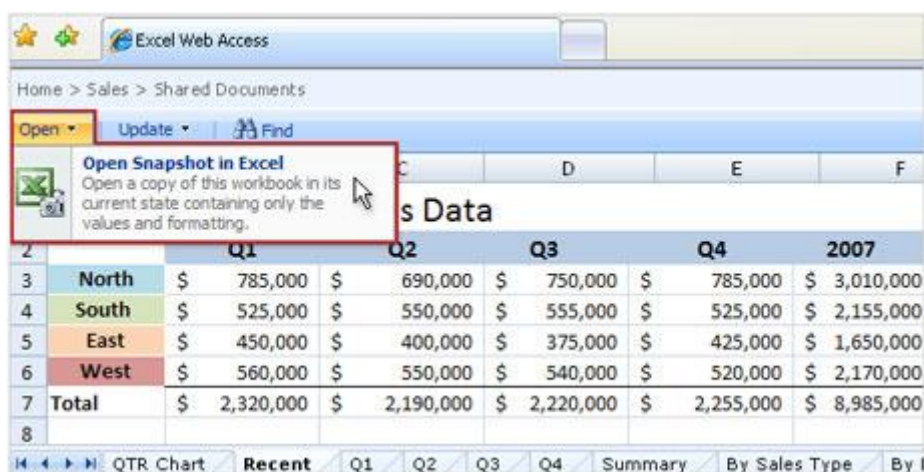 Excel Web Access
Home > Sales > Shared Documents
Open Update Find
Open Snapshot in Excel
Open a copy of this workbook in its
current state containing only the
values and formatting.
D E F
s Data
2 Q1 Q2 Q3 Q4 2007
3 North $ 785,000 $ 690,000 $ 750,000 $ 785,000 $ 3,010,000
4 South $ 525,000 $ 550,000 $ 555,000 $ 525,000 $ 2,155,000
5 East $ 450,000 $ 400,000 $ 375,000 $ 425,000 $ 1,650,000
6 West $ 560,000 $ 550,000 $ 540,000 $ 520,000 $ 2,170,000
7 Total $ 2,320,000 $ 2,190,000 $ 2,220,000 $ 2,255,000 $ 8,985,000
8
QTR Chart Recent Q1 Q2 Q3 Q4 Summary By Sales Type By